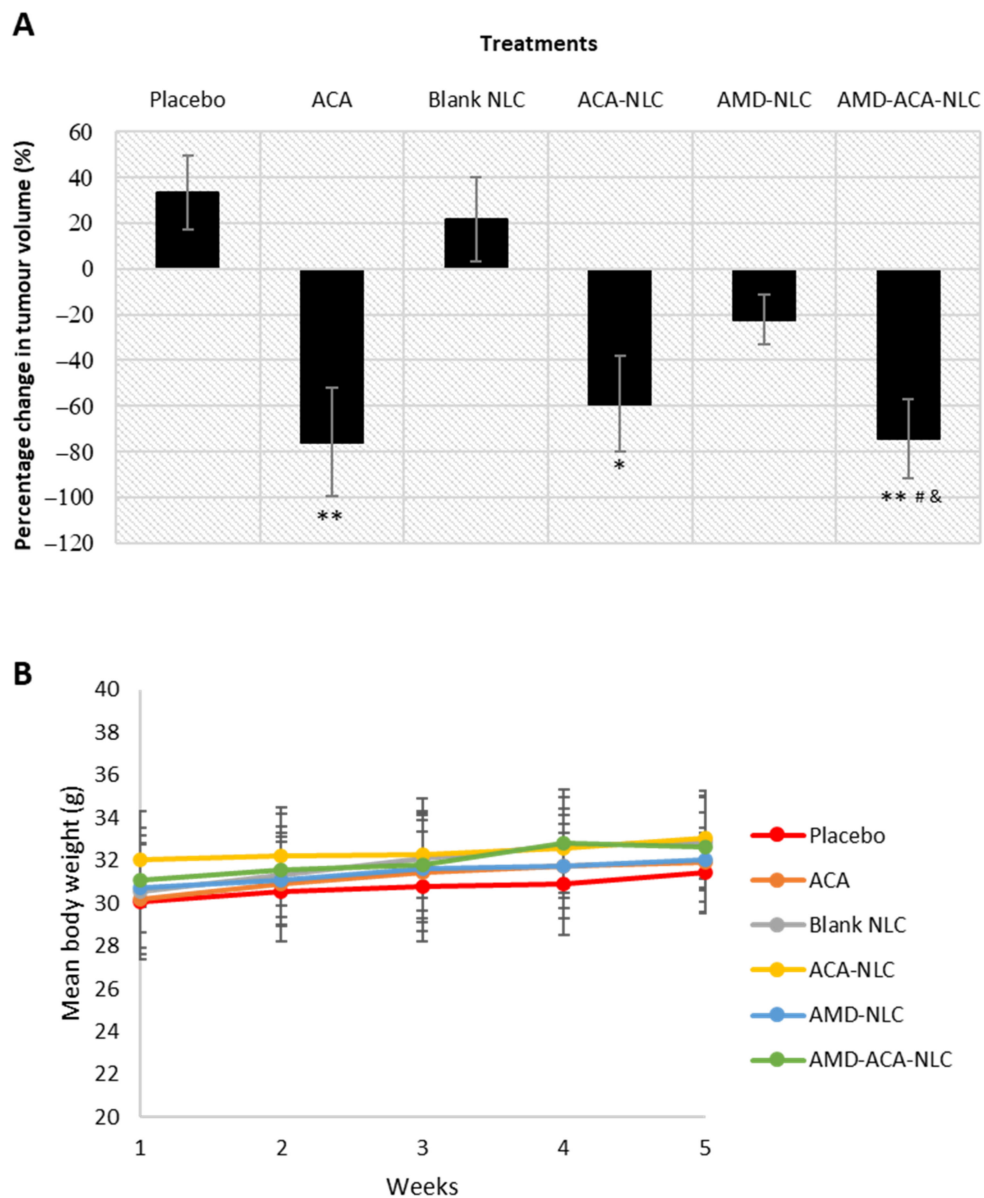 A
Treatments
Placebo ACA Blank NLC ACA-NLC AMD-NLC AMD-ACA-NLC
Percentage change in tumour volume (%)
60
40
20
0
−20
−40
−60
−80
−100
−120
**
*
** # &
B
Mean body weight (g)
40
38
36
34
32
30
28
26
24
22
20
1 2 3 4 5
Weeks
Placebo
ACA
Blank NLC
ACA-NLC
AMD-NLC
AMD-ACA-NLC